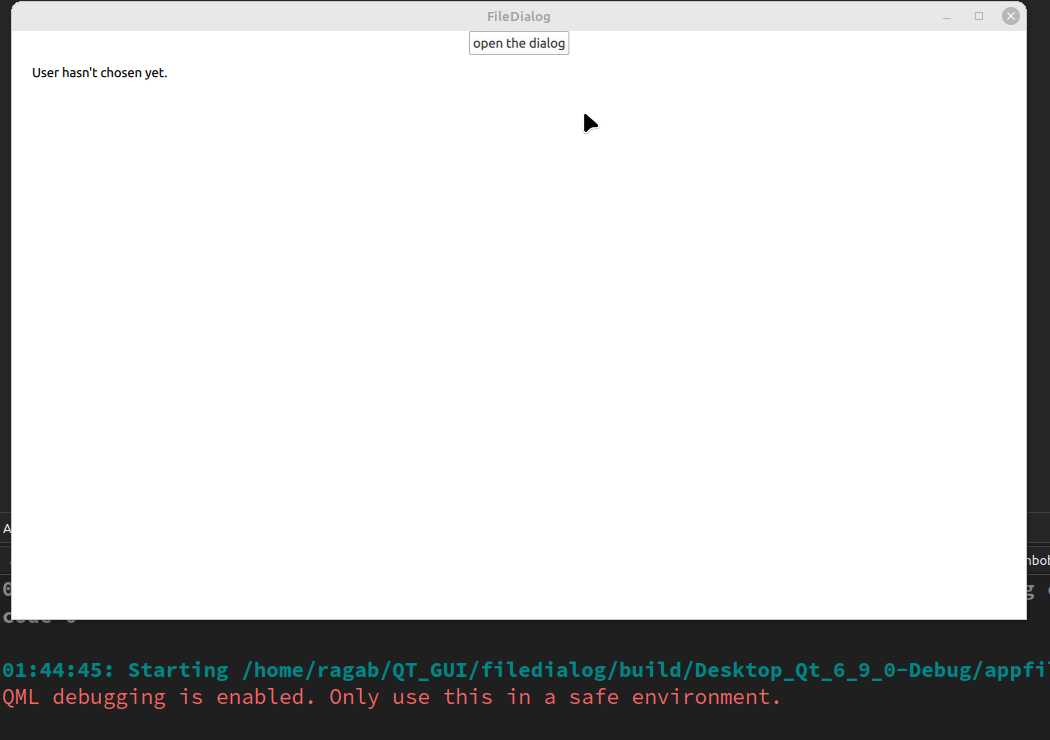 FileDialog
open the dialog
User hasn't chosen yet.
01:44:45: Starting /home/ragab/QT_GUI/filedialog/build/Desktop_Qt_6_9_0-Debug/appfil
QML debugging is enabled. Only use this in a safe environment.